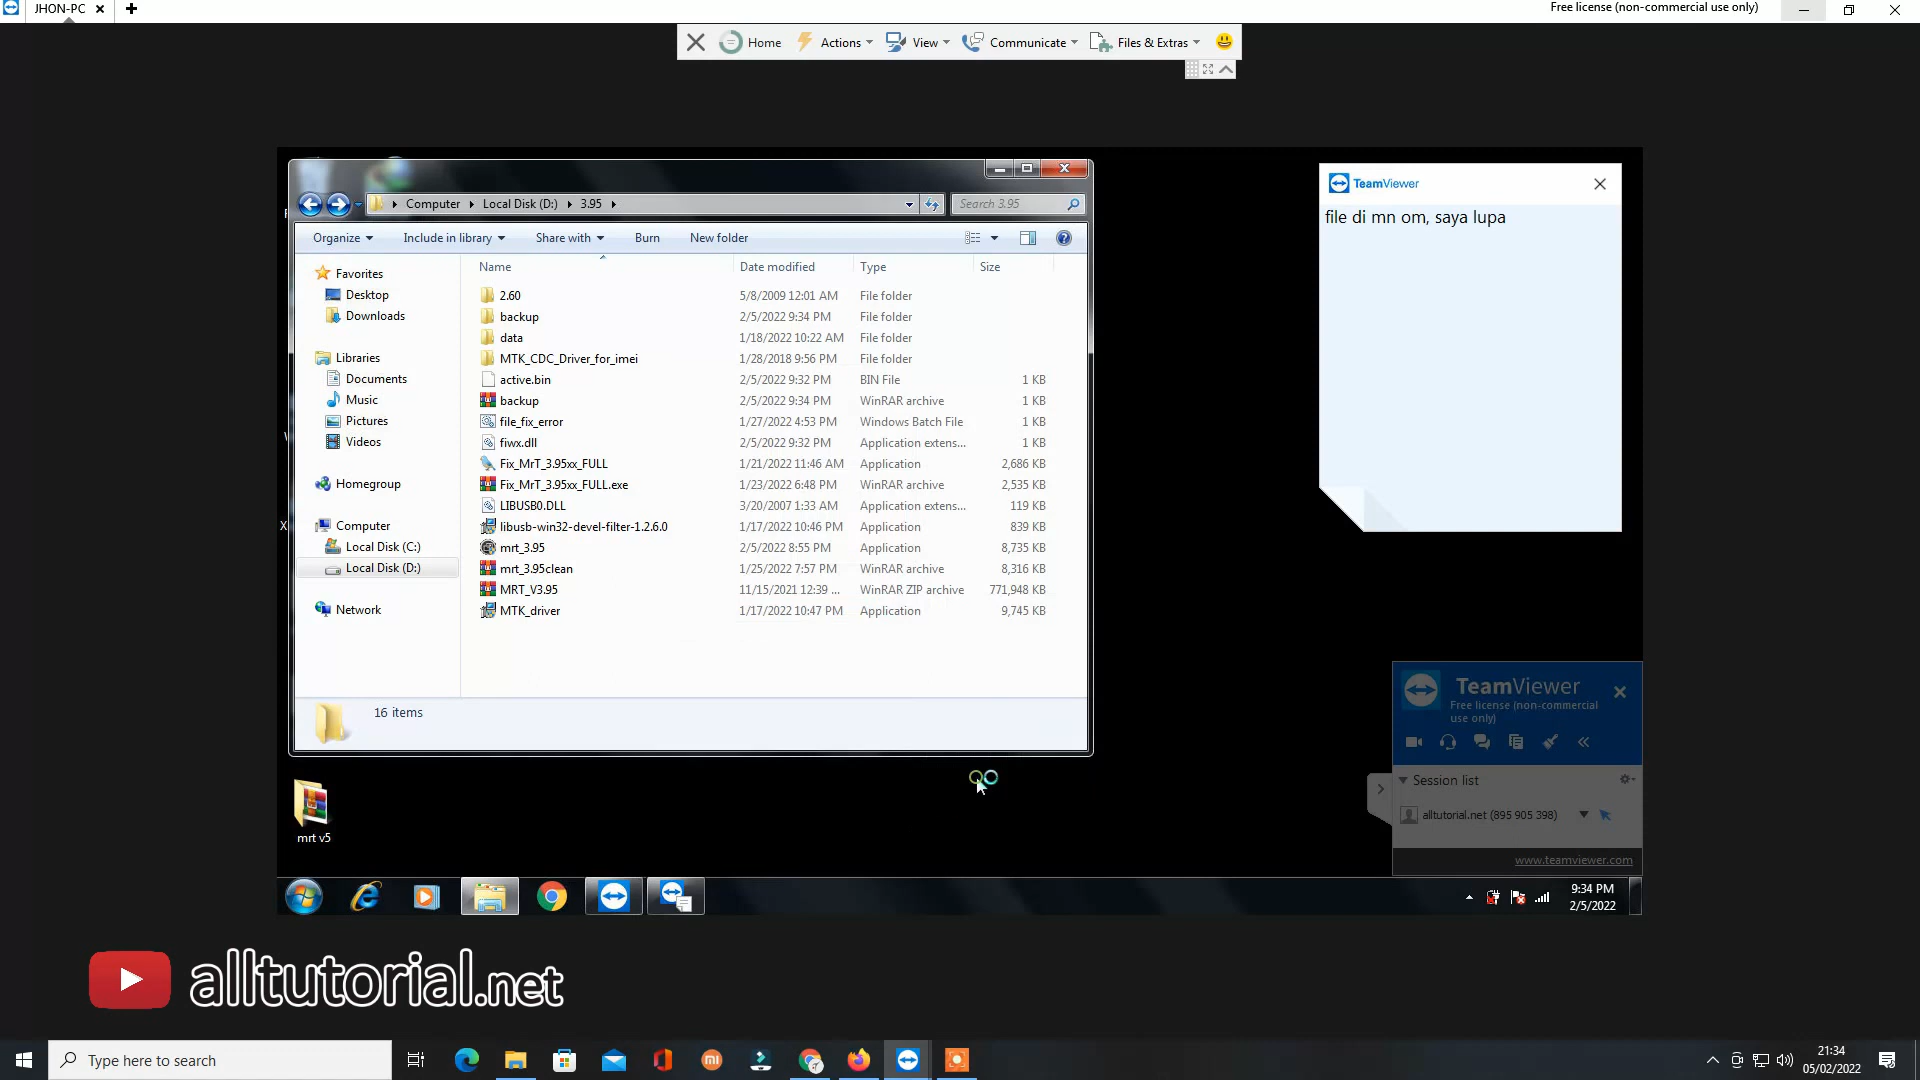 JHON-PC
Free license (non-commercial use only)
Home
Actions
View
Communicate
Files & Extras
Computer
Local Disk (D:)
3.95
Search 3.95
Organize
Include in library
Share with
Burn
New folder
Name
Date modified
Type
Size
Favorites
Desktop
Downloads
Libraries
Documents
Music
Pictures
Videos
Homegroup
Computer
Local Disk (C:)
Local Disk (D:)
Network
2.60 5/8/2009 12:01 AM File folder
backup 2/5/2022 9:34 PM File folder
data 1/18/2022 10:22 AM File folder
MTK_CDC_Driver_for_imei 1/28/2018 9:56 PM File folder
active.bin 2/5/2022 9:32 PM BIN File 1 KB
backup 2/5/2022 9:34 PM WinRAR archive 1 KB
file_fix_error 1/27/2022 4:53 PM Windows Batch File 1 KB
fiwx.dll 2/5/2022 9:32 PM Application extens... 1 KB
Fix_MrT_3.95xx_FULL 1/21/2022 11:46 AM Application 2,686 KB
Fix_MrT_3.95xx_FULL.exe 1/23/2022 6:48 PM WinRAR archive 2,535 KB
LIBUSB0.DLL 3/20/2007 1:33 AM Application extens... 119 KB
libusb-win32-devel-filter-1.2.6.0 1/17/2022 10:46 PM Application 839 KB
mrt_3.95 2/5/2022 8:55 PM Application 8,735 KB
mrt_3.95clean 1/25/2022 7:57 PM WinRAR archive 8,316 KB
MRT_V3.95 11/15/2021 12:39 ... WinRAR ZIP archive 771,948 KB
MTK_driver 1/17/2022 10:47 PM Application 9,745 KB
16 items
X
TeamViewer
file di mn om, saya lupa
TeamViewer
Free license (non-commercial
use only)
Session list
alltutorial.net (895 905 398)
www.teamviewer.com
mrt v5
9:34 PM
2/5/2022
alltutorial.net
Type here to search
21:34
05/02/2022